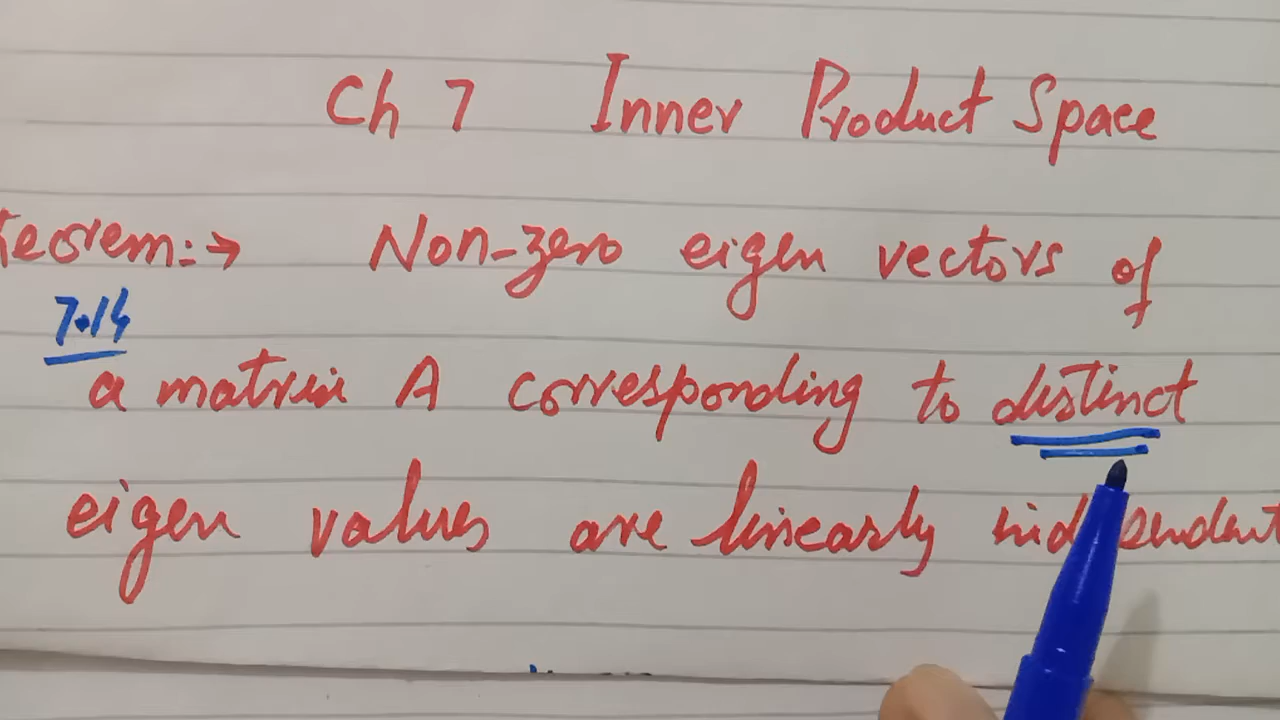 Ch 7 Inner Product Space
teorem:→ Non-zero eigen vectors of
7.14
a matrix A corresponding to distinct
eigen values are linearly independent